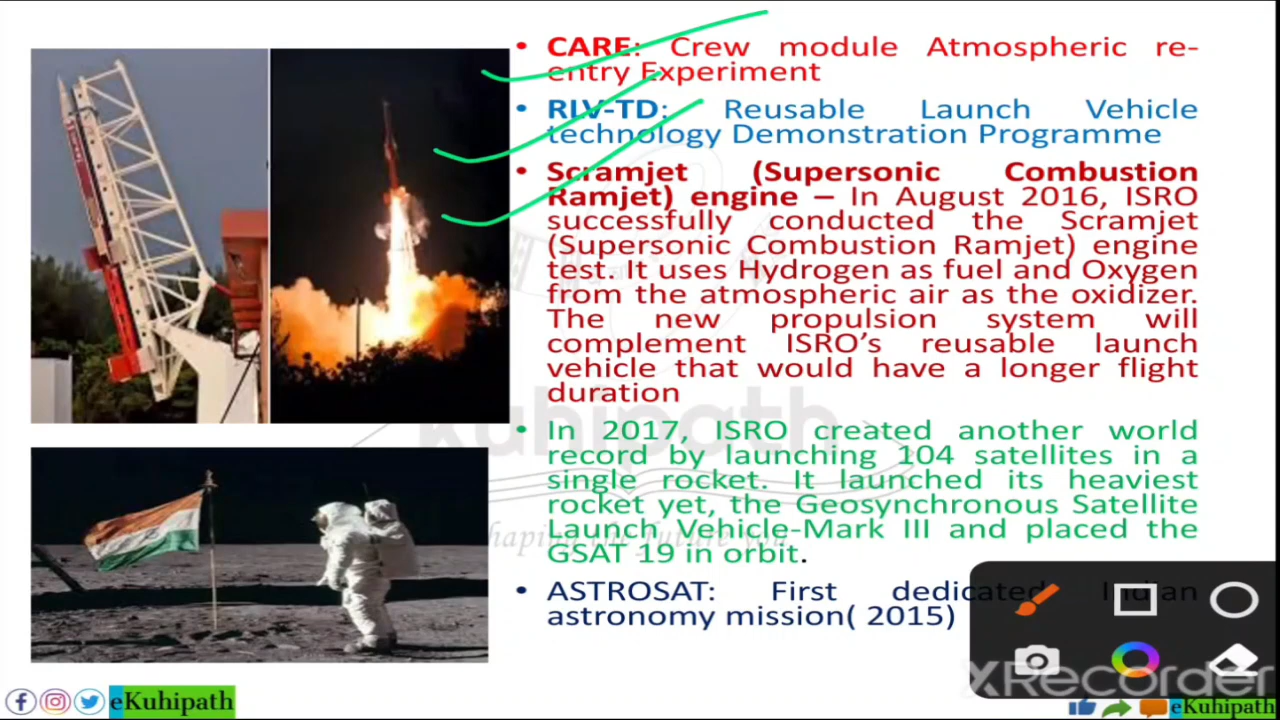 • CARE: Crew module Atmospheric re-
entry Experiment
• RLV-TD: Reusable Launch Vehicle
technology Demonstration Programme
• Scramjet (Supersonic Combustion
Ramjet) engine – In August 2016, ISRO
successfully conducted the Scramjet
(Supersonic Combustion Ramjet) engine
test. It uses Hydrogen as fuel and Oxygen
from the atmospheric air as the oxidizer.
The new propulsion system will
complement ISRO’s reusable launch
vehicle that would have a longer flight
duration
• In 2017, ISRO created another world
record by launching 104 satellites in a
single rocket. It launched its heaviest
rocket yet, the Geosynchronous Satellite
Launch Vehicle-Mark III and placed the
GSAT 19 in orbit.
• ASTROSAT: First dedicated Indian
astronomy mission( 2015)
Kuhipath
XRecorder
eKuhipath
eKuhipath